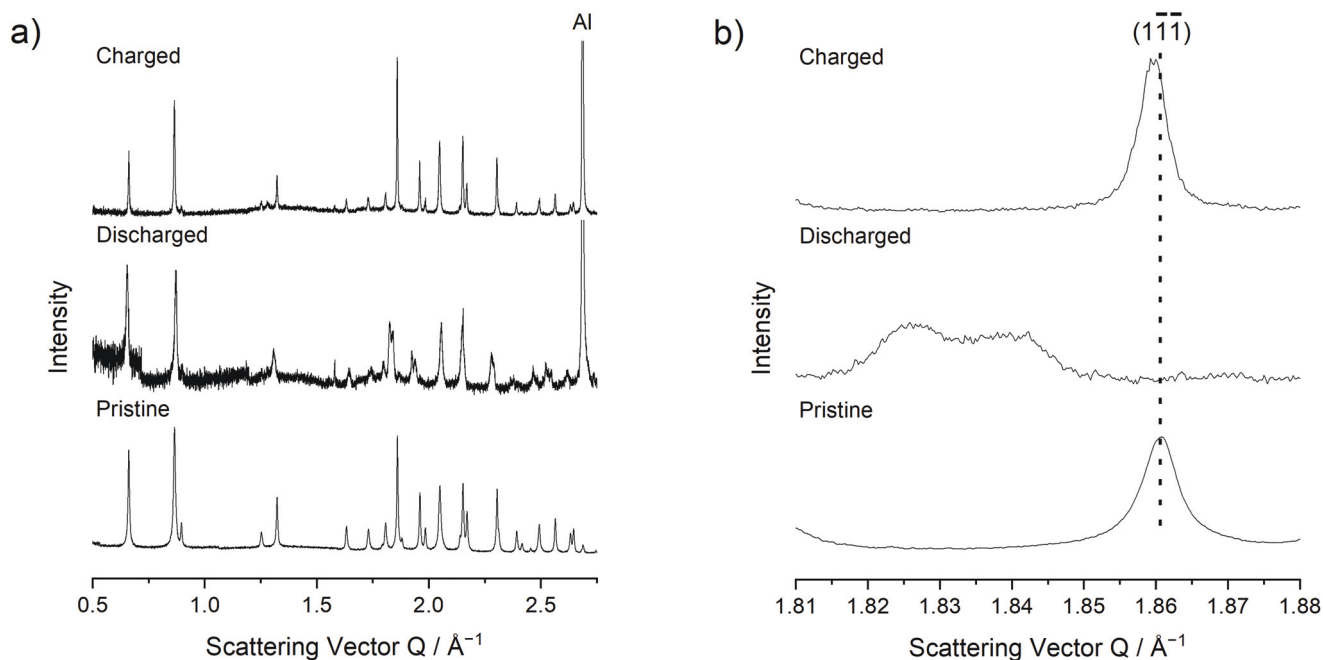 a)
Al
Charged
Discharged
Pristine
Intensity
0.5 1.0 1.5 2.0 2.5
Scattering Vector Q / Å⁻¹
b)
(11̅1̅)
Charged
Discharged
Pristine
Intensity
1.81 1.82 1.83 1.84 1.85 1.86 1.87 1.88
Scattering Vector Q / Å⁻¹